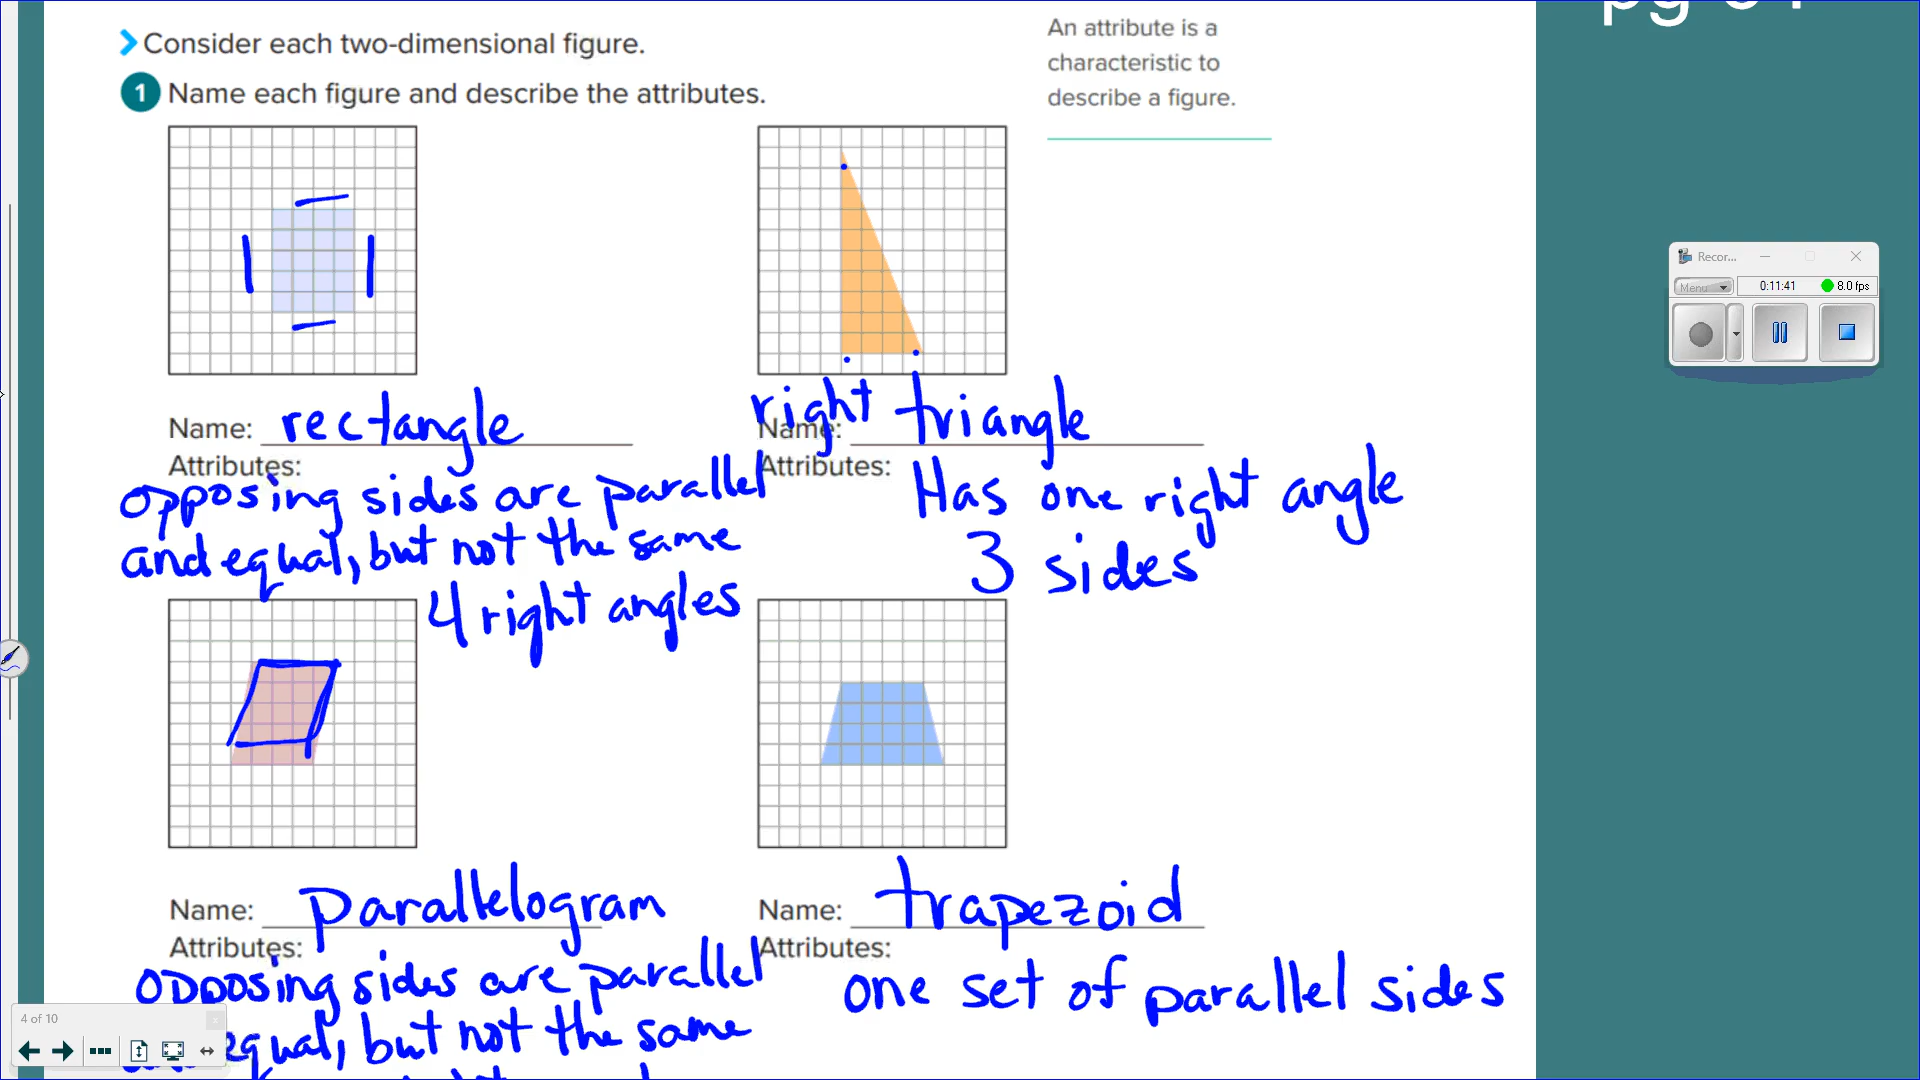 Consider each two-dimensional figure.
1 Name each figure and describe the attributes.
An attribute is a
characteristic to
describe a figure.
Recor...
Menu
0:11:41
8.0 fps
Name: rectangle
Attributes:
opposing sides are parallel
and equal, but not the same
4 right angles
Name: right triangle
Attributes: Has one right angle
3 sides
Name: parallelogram
Attributes:
opposing sides are parallel
equal, but not the same
Name: trapezoid
Attributes:
one set of parallel sides
4 of 10